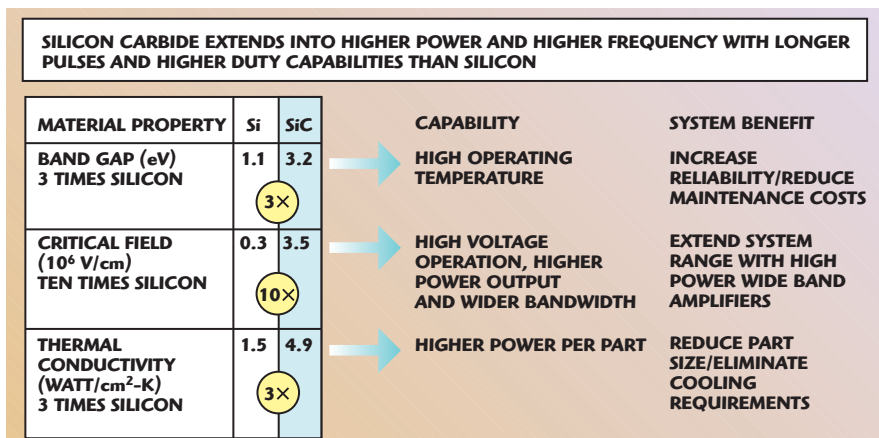 SILICON CARBIDE EXTENDS INTO HIGHER POWER AND HIGHER FREQUENCY WITH LONGER
PULSES AND HIGHER DUTY CAPABILITIES THAN SILICON
MATERIAL PROPERTY Si SiC CAPABILITY SYSTEM BENEFIT
BAND GAP (eV) 1.1 3.2 HIGH OPERATING INCREASE
3 TIMES SILICON TEMPERATURE RELIABILITY/REDUCE
3× MAINTENANCE COSTS
CRITICAL FIELD 0.3 3.5 HIGH VOLTAGE EXTEND SYSTEM
(10⁶ V/cm) OPERATION, HIGHER RANGE WITH HIGH
TEN TIMES SILICON POWER OUTPUT POWER WIDE BAND
10× AND WIDER BANDWIDTH AMPLIFIERS
THERMAL 1.5 4.9 HIGHER POWER PER PART REDUCE PART
CONDUCTIVITY SIZE/ELIMINATE
(WATT/cm²-K) 3× COOLING
3 TIMES SILICON REQUIREMENTS